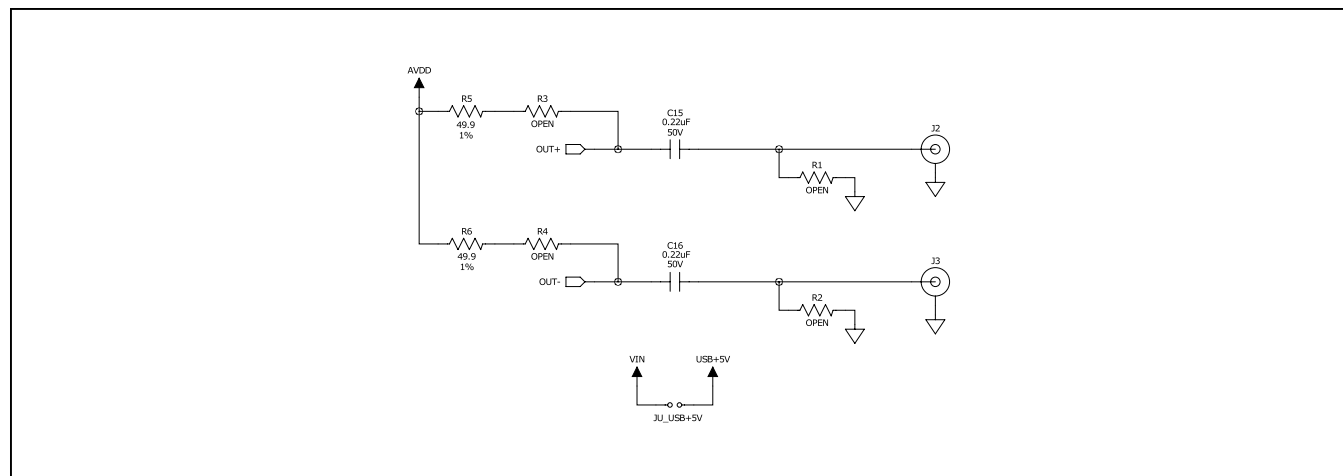 AVDD
R5
49.9
1%
R3
OPEN
OUT+
C15
0.22uF
50V
R1
OPEN
J2
R6
49.9
1%
R4
OPEN
OUT-
C16
0.22uF
50V
R2
OPEN
J3
VIN
USB+5V
JU_USB+5V